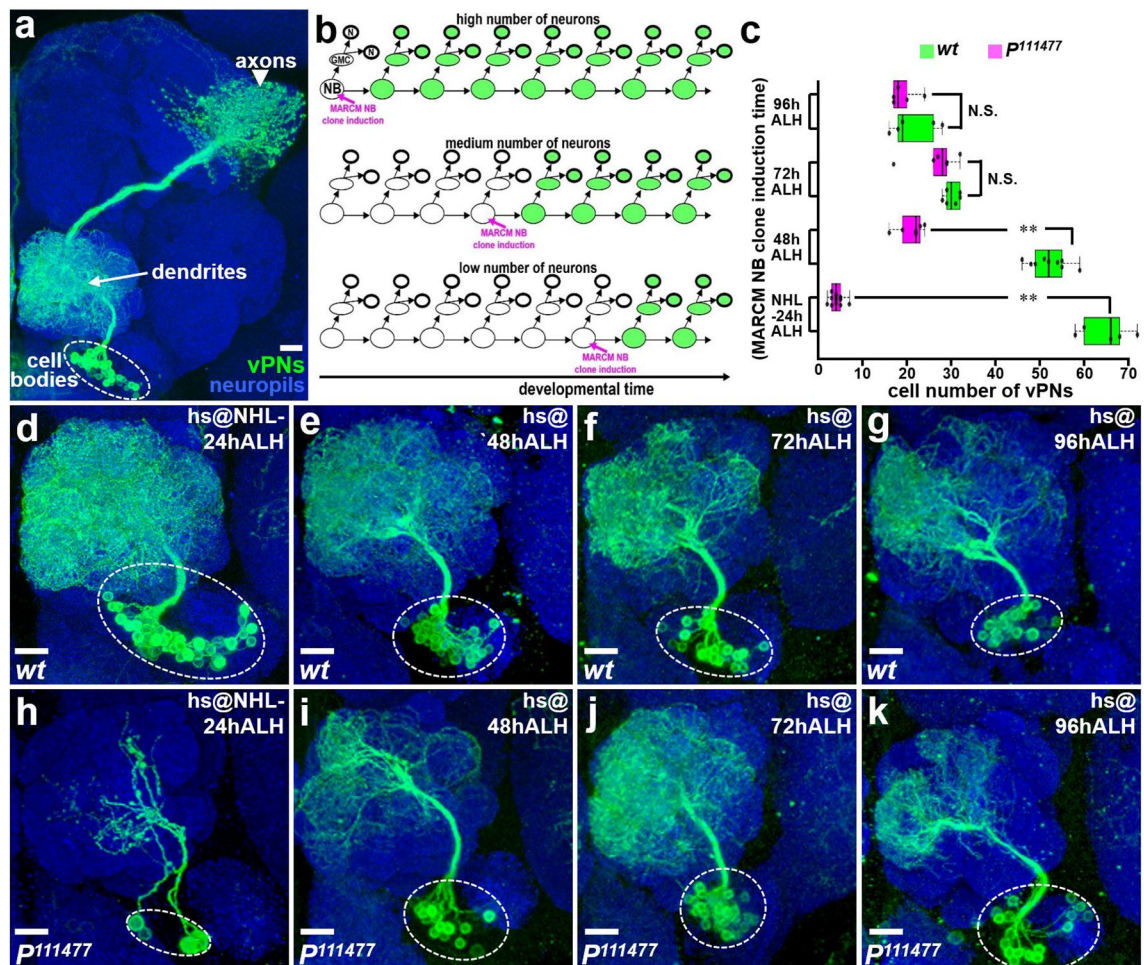 a
axons
dendrites
cell
bodies
vPNs
neuropils
b
high number of neurons
N
N
GMC
NB
MARCM NB
clone induction
medium number of neurons
MARCM NB
clone induction
low number of neurons
MARCM NB
clone induction
developmental time
c
wt P111477
(MARCM NB clone induction time)
96h
ALH
N.S.
72h
ALH
N.S.
48h
ALH
**
NHL
-24h
ALH
**
0 10 20 30 40 50 60 70
cell number of vPNs
d
hs@NHL-
24hALH
wt
e
hs@
48hALH
wt
f
hs@
72hALH
wt
g
hs@
96hALH
wt
h
hs@NHL-
24hALH
P111477
i
hs@
48hALH
P111477
j
hs@
72hALH
P111477
k
hs@
96hALH
P111477